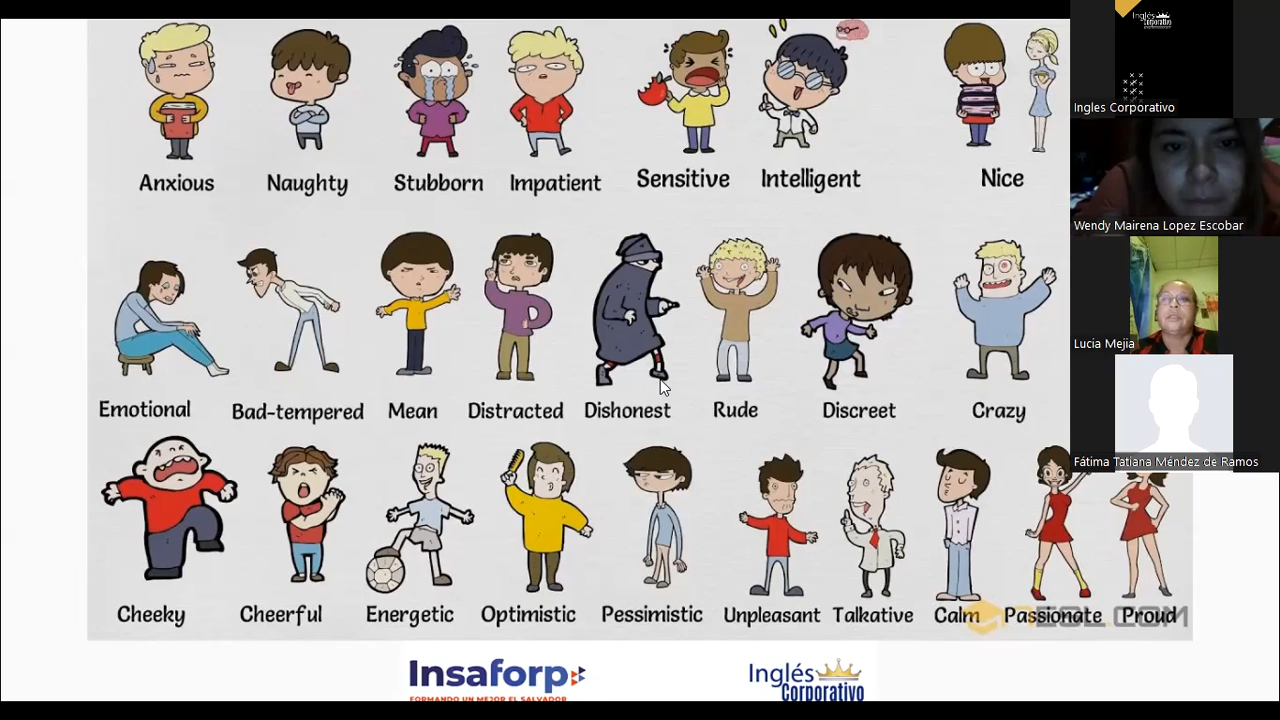 Anxious Naughty Stubborn Impatient Sensitive Intelligent Nice
Emotional Bad-tempered Mean Distracted Dishonest Rude Discreet Crazy
Cheeky Cheerful Energetic Optimistic Pessimistic Unpleasant Talkative Calm Passionate Proud
Insaforp
FORMANDO UN MEJOR EL SALVADOR
Inglés
Corporativo
Inglés
Ingles Corporativo
Wendy Mairena Lopez Escobar
Lucia Mejia
Fátima Tatiana Méndez de Ramos